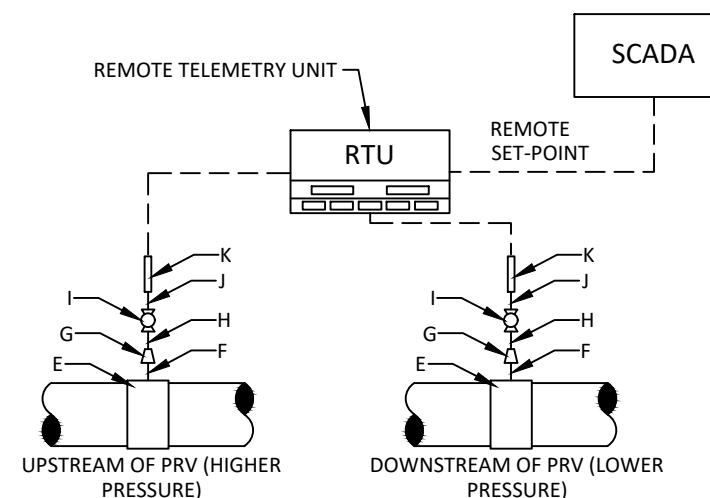 SCADA
REMOTE TELEMETRY UNIT
RTU
REMOTE
SET-POINT
K
J
I
H
G
F
E
K
J
I
H
G
F
E
UPSTREAM OF PRV (HIGHER
PRESSURE)
DOWNSTREAM OF PRV (LOWER
PRESSURE)